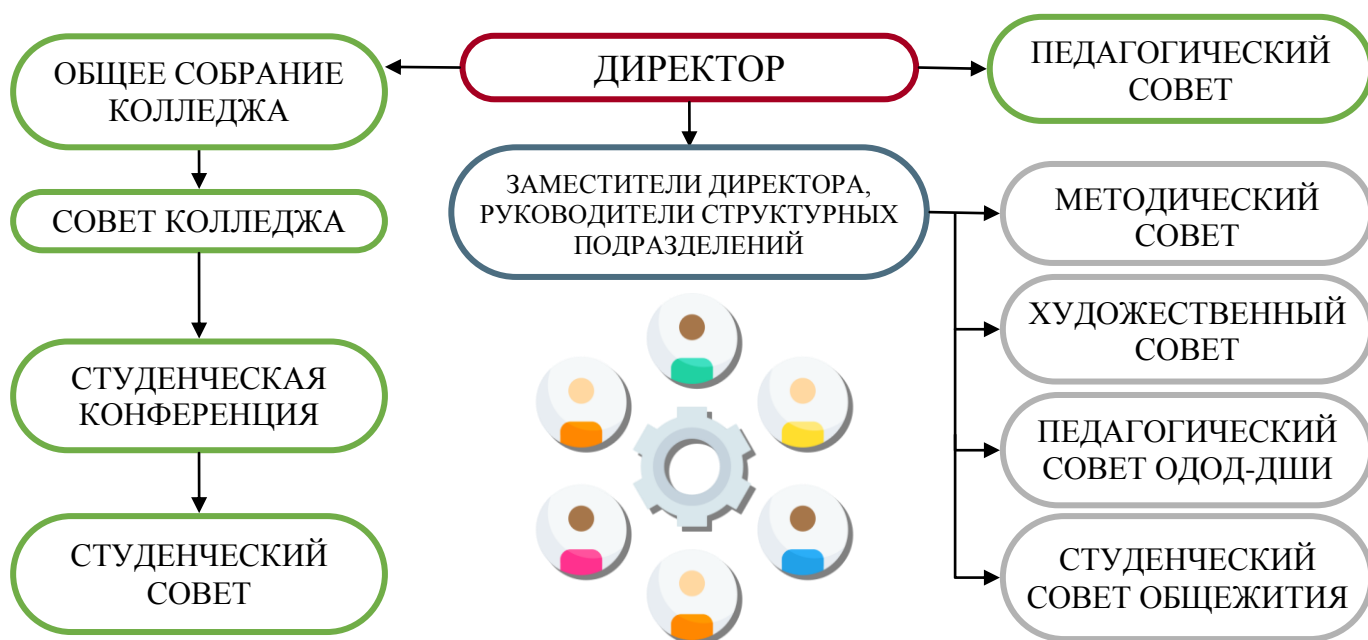 ОБЩЕЕ СОБРАНИЕ
КОЛЛЕДЖА
ДИРЕКТОР
ПЕДАГОГИЧЕСКИЙ
СОВЕТ
СОВЕТ КОЛЛЕДЖА
ЗАМЕСТИТЕЛИ ДИРЕКТОРА,
РУКОВОДИТЕЛИ СТРУКТУРНЫХ
ПОДРАЗДЕЛЕНИЙ
МЕТОДИЧЕСКИЙ
СОВЕТ
ХУДОЖЕСТВЕННЫЙ
СОВЕТ
СТУДЕНЧЕСКАЯ
КОНФЕРЕНЦИЯ
ПЕДАГОГИЧЕСКИЙ
СОВЕТ ОДОД-ДШИ
СТУДЕНЧЕСКИЙ
СОВЕТ
СТУДЕНЧЕСКИЙ
СОВЕТ ОБЩЕЖИТИЯ